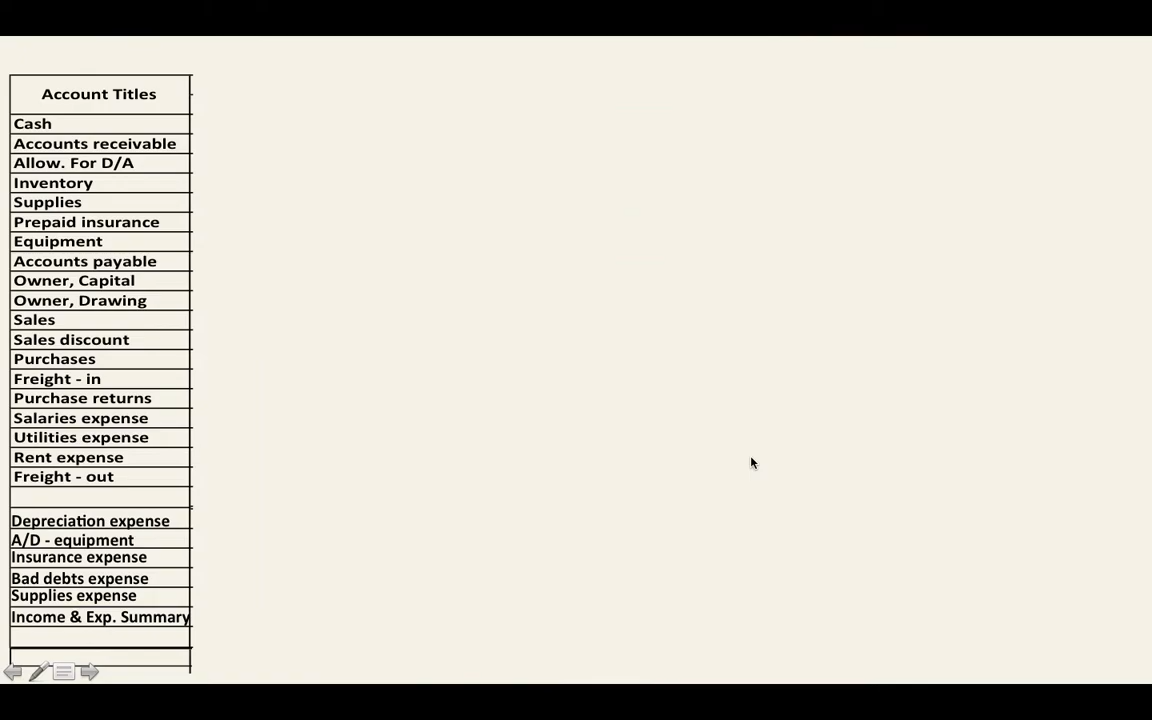 Account Titles
Cash
Accounts receivable
Allow. For D/A
Inventory
Supplies
Prepaid insurance
Equipment
Accounts payable
Owner, Capital
Owner, Drawing
Sales
Sales discount
Purchases
Freight - in
Purchase returns
Salaries expense
Utilities expense
Rent expense
Freight - out
Depreciation expense
A/D - equipment
Insurance expense
Bad debts expense
Supplies expense
Income & Exp. Summary